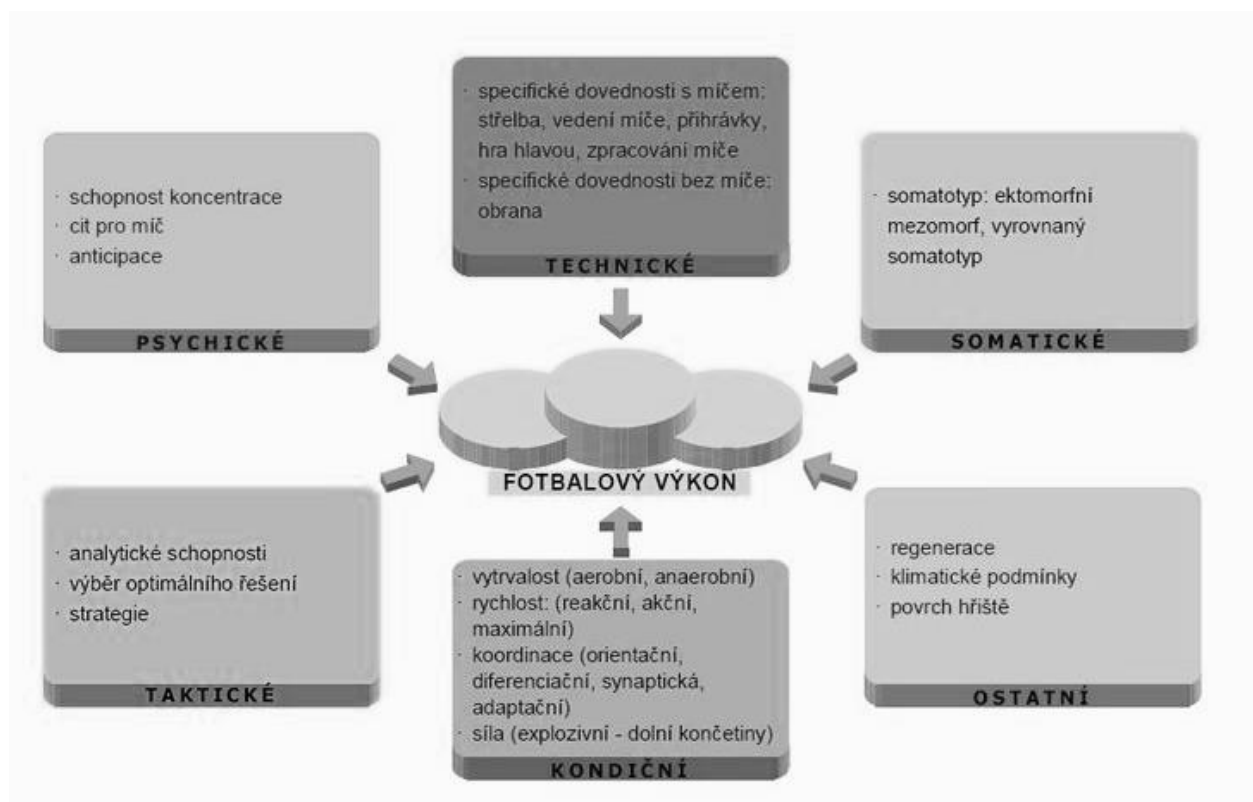 · specifické dovednosti s míčem:
střelba, vedení míče, přihrávky,
hra hlavou, zpracování míče
· specifické dovednosti bez míče:
obrana
TECHNICKÉ
· schopnost koncentrace
· cit pro míč
· anticipace
PSYCHICKÉ
· somatotyp: ektomorfní
mezomorf, vyrovnaný
somatotyp
SOMATICKÉ
FOTBALOVÝ VÝKON
· analytické schopnosti
· výběr optimálního řešení
· strategie
TAKTICKÉ
· vytrvalost (aerobní, anaerobní)
· rychlost: (reakční, akční,
maximální)
· koordinace (orientační,
diferenciační, synaptická,
adaptační)
· síla (explozivní - dolní končetiny)
KONDIČNÍ
· regenerace
· klimatické podmínky
· povrch hřiště
OSTATNÍ